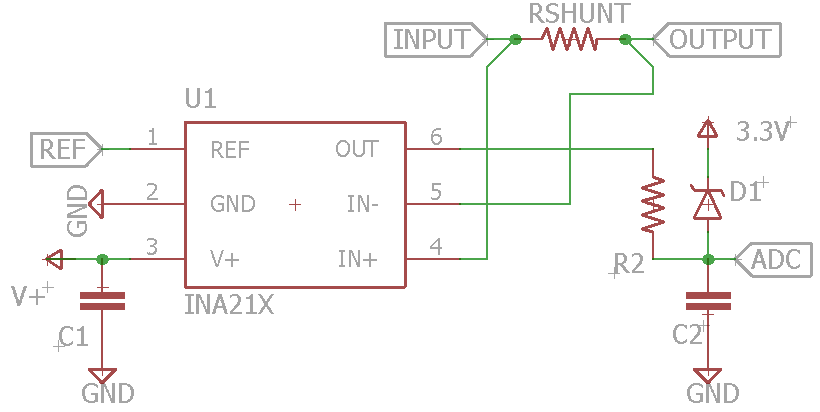 RSHUNT
INPUT
OUTPUT
U1
REF
1
REF
OUT
6
3.3V
GND
2
GND
IN-
5
D1
V+
3
V+
IN+
4
R2
ADC
C1
INA21X
C2
GND
GND